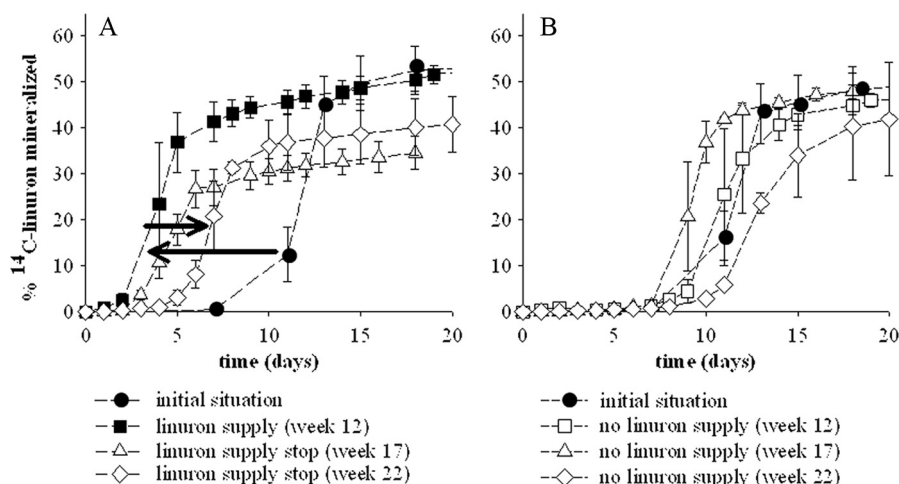 A
B
60
50
40
30
20
10
0
% ¹⁴C-linuron mineralized
0 5 10 15 20
time (days)
60
50
40
30
20
10
0
0 5 10 15 20
time (days)
initial situation
linuron supply (week 12)
linuron supply stop (week 17)
linuron supply stop (week 22)
initial situation
no linuron supply (week 12)
no linuron supply (week 17)
no linuron supply (week 22)